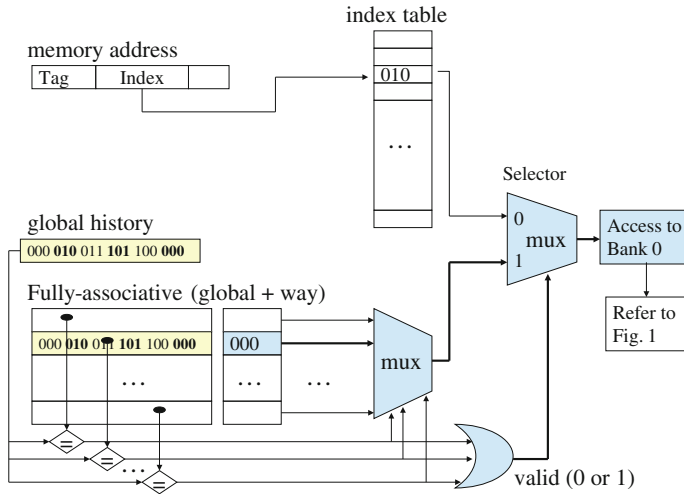 index table
memory address
Tag Index
010
...
Selector
global history
0
mux
1
Access to
Bank 0
000 010 011 101 100 000
Fully-associative (global + way)
Refer to
Fig. 1
000 010 011 101 100 000
000
mux
... ... ...
=
=
...
=
valid (0 or 1)